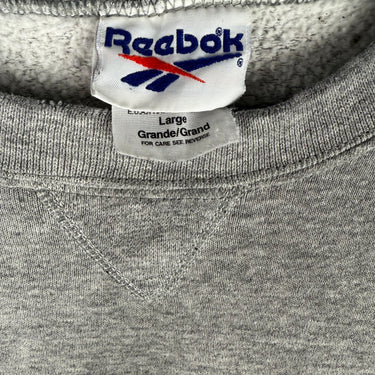 Reebok
Large
Grande/Grand
FOR CARE SEE REVERSE